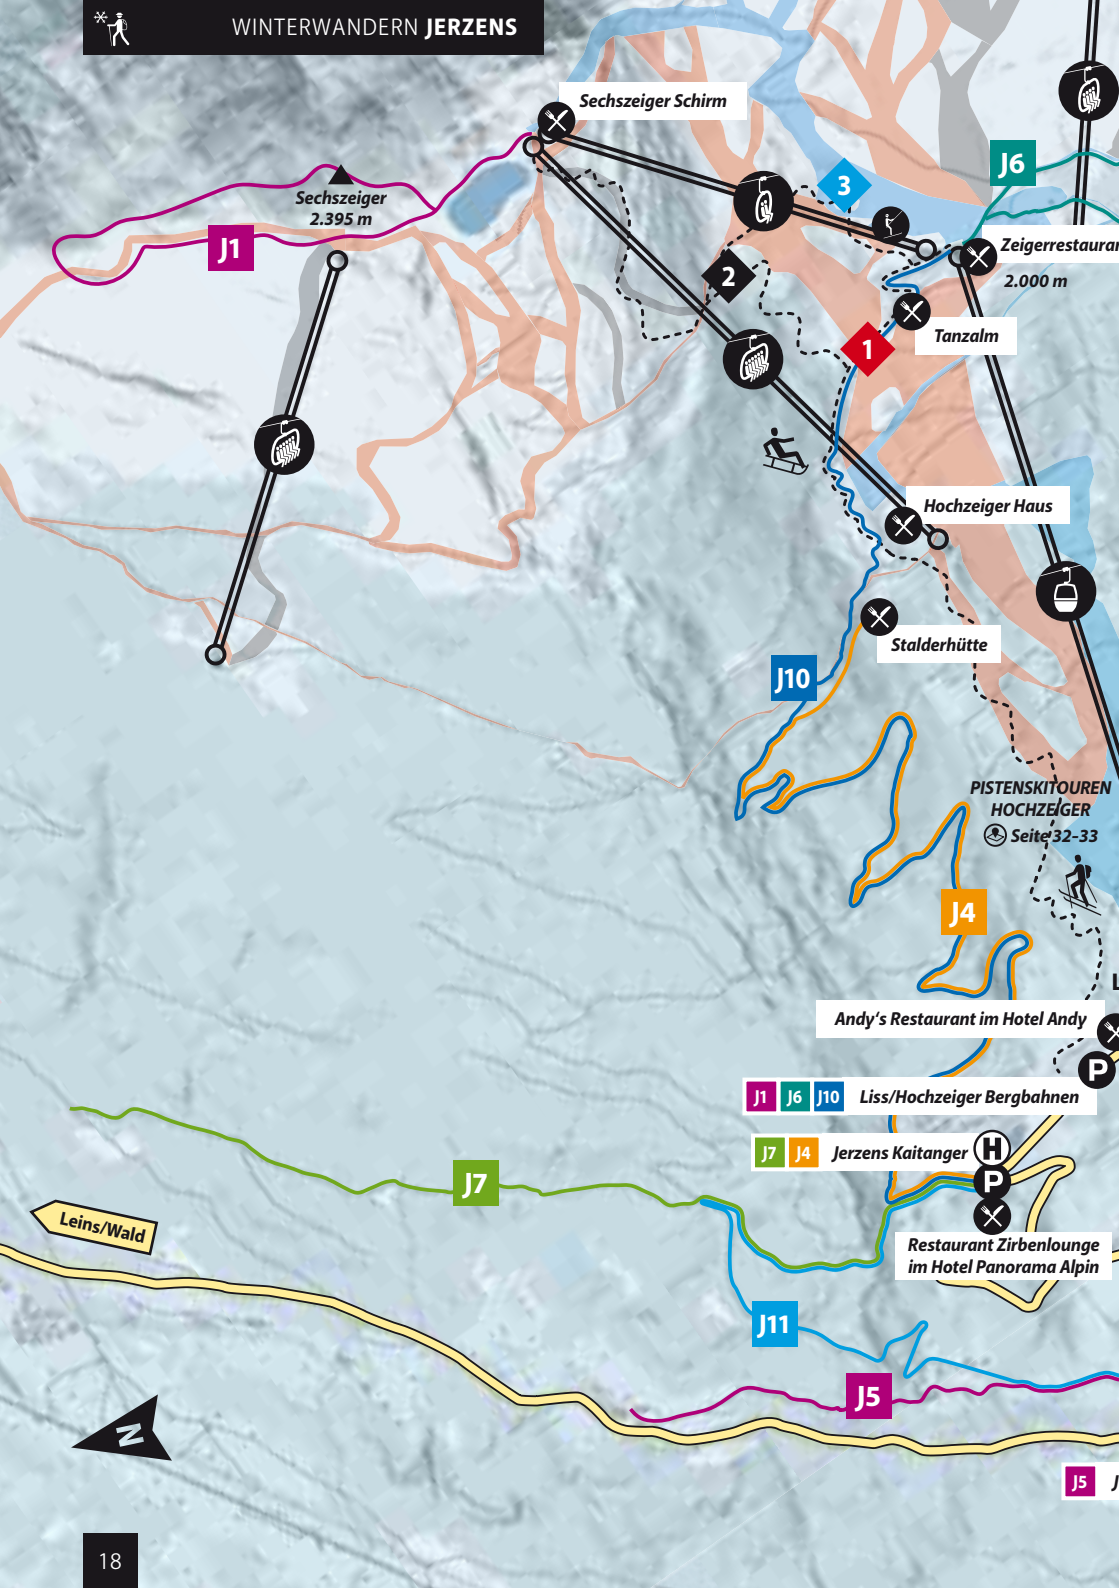 WINTERWANDERN JERZENS
Sechszeiger Schirm
J6
3
Sechszeiger
2.395 m
J1
Zeigerrestauran
2.000 m
2
Tanzalm
1
Hochzeiger Haus
Stalderhütte
J10
PISTENSKITOUREN
HOCHZEIGER
Seite 32-33
J4
L
Andy's Restaurant im Hotel Andy
P
J1 J6 J10 Liss/Hochzeiger Bergbahnen
J7 J4 Jerzens Kaitanger H
P
J7
Leins/Wald
Restaurant Zirbenlounge
im Hotel Panorama Alpin
J11
J5
N
J5 J
18